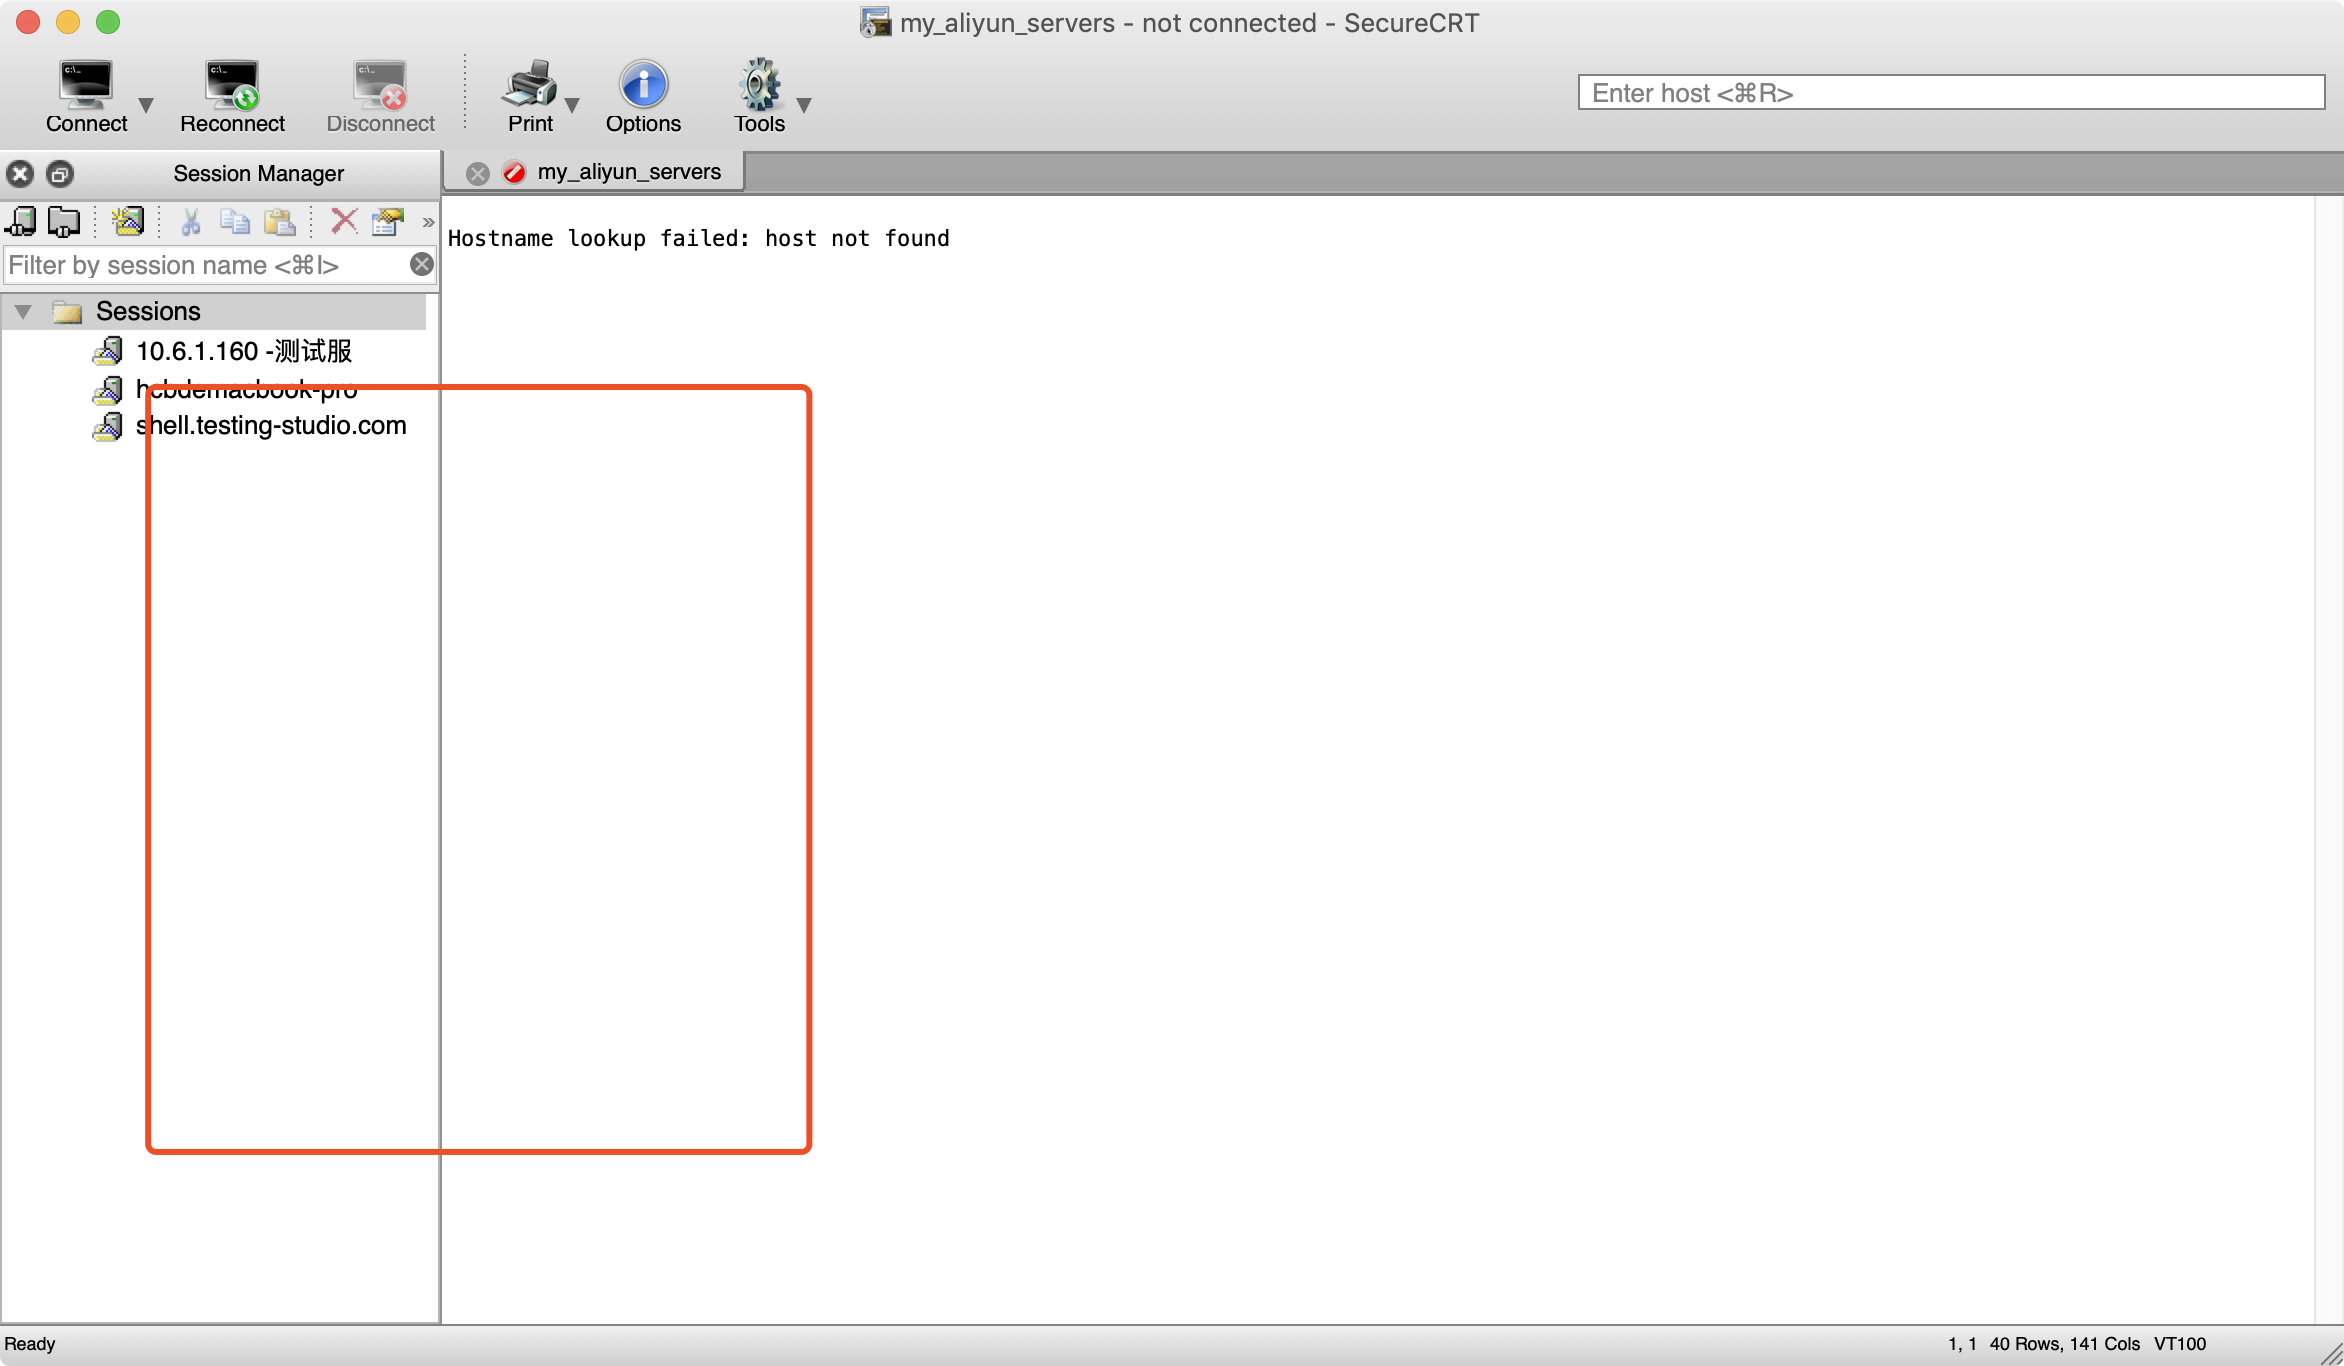 my_aliyun_servers - not connected - SecureCRT
Connect
Reconnect
Disconnect
Print
Options
Tools
Enter host <⌘R>
Session Manager
my_aliyun_servers
Filter by session name <⌘I>
Hostname lookup failed: host not found
Sessions
10.6.1.160 -测试服
hcbdemacbook-pro
shell.testing-studio.com
Ready
1, 1 40 Rows, 141 Cols VT100